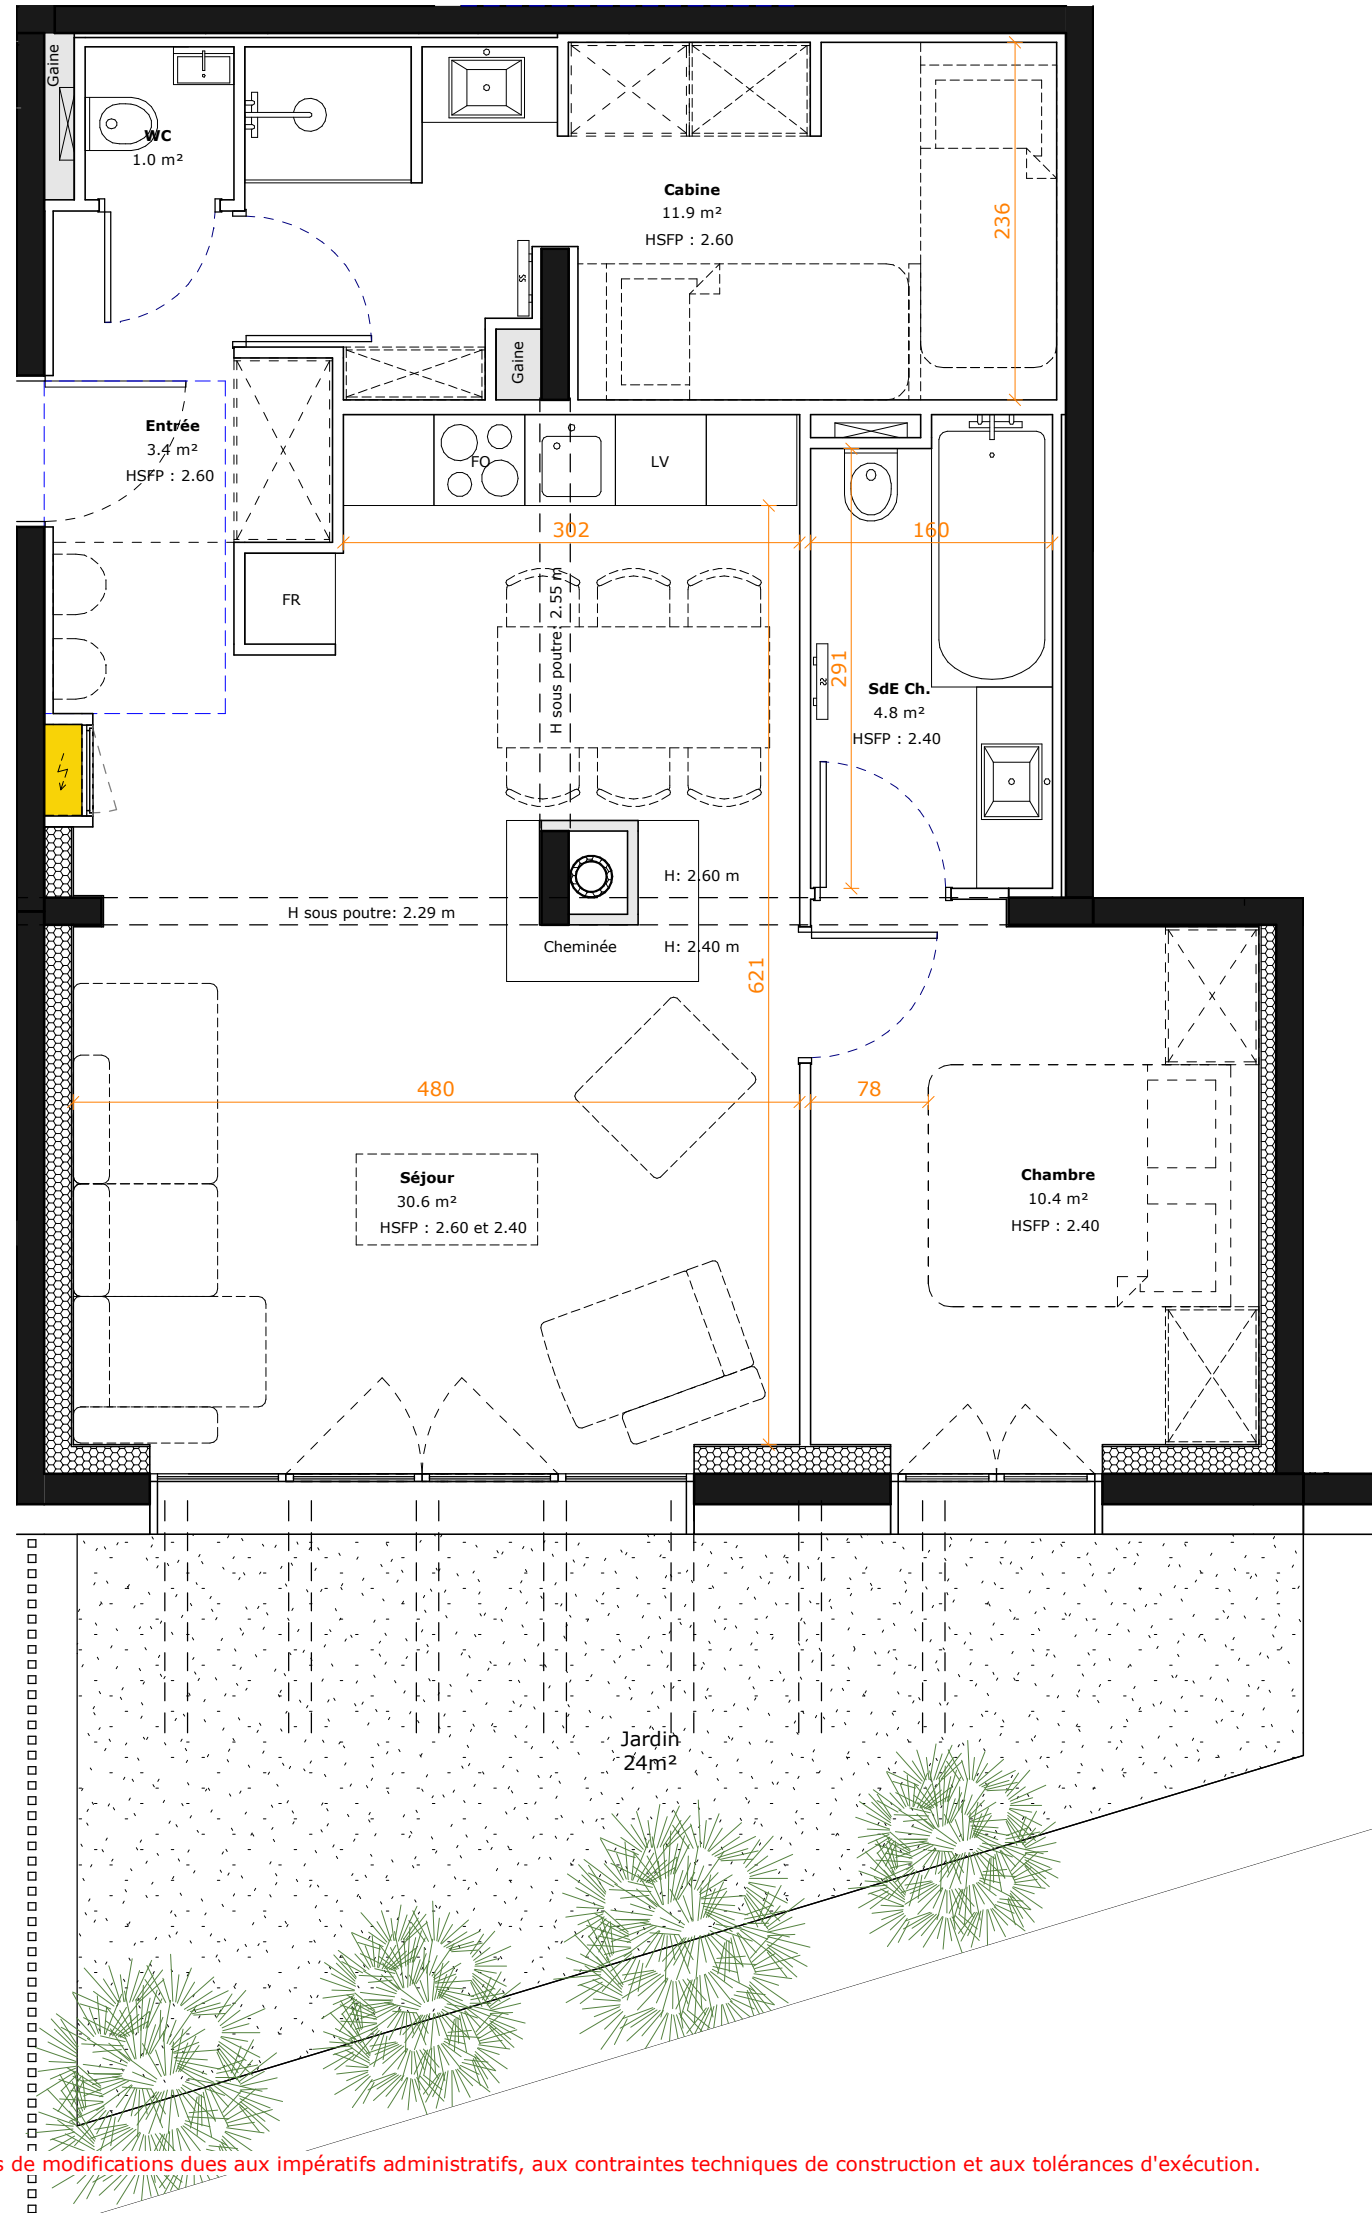 Gaine
WC
1.0 m²
Cabine
11.9 m²
HSFP : 2.60
236
Gaine
Entrée
3.4 m²
HSFP : 2.60
FO
LV
302
160
FR
H sous poutre: 2.55 m
291
SdE Ch.
4.8 m²
HSFP : 2.40
H: 2.60 m
H sous poutre: 2.29 m
Cheminée
H: 2.40 m
621
480
78
Séjour
30.6 m²
HSFP : 2.60 et 2.40
Chambre
10.4 m²
HSFP : 2.40
Jardin
24m²
de modifications dues aux impératifs administratifs, aux contraintes techniques de construction et aux tolérances d'exécution.